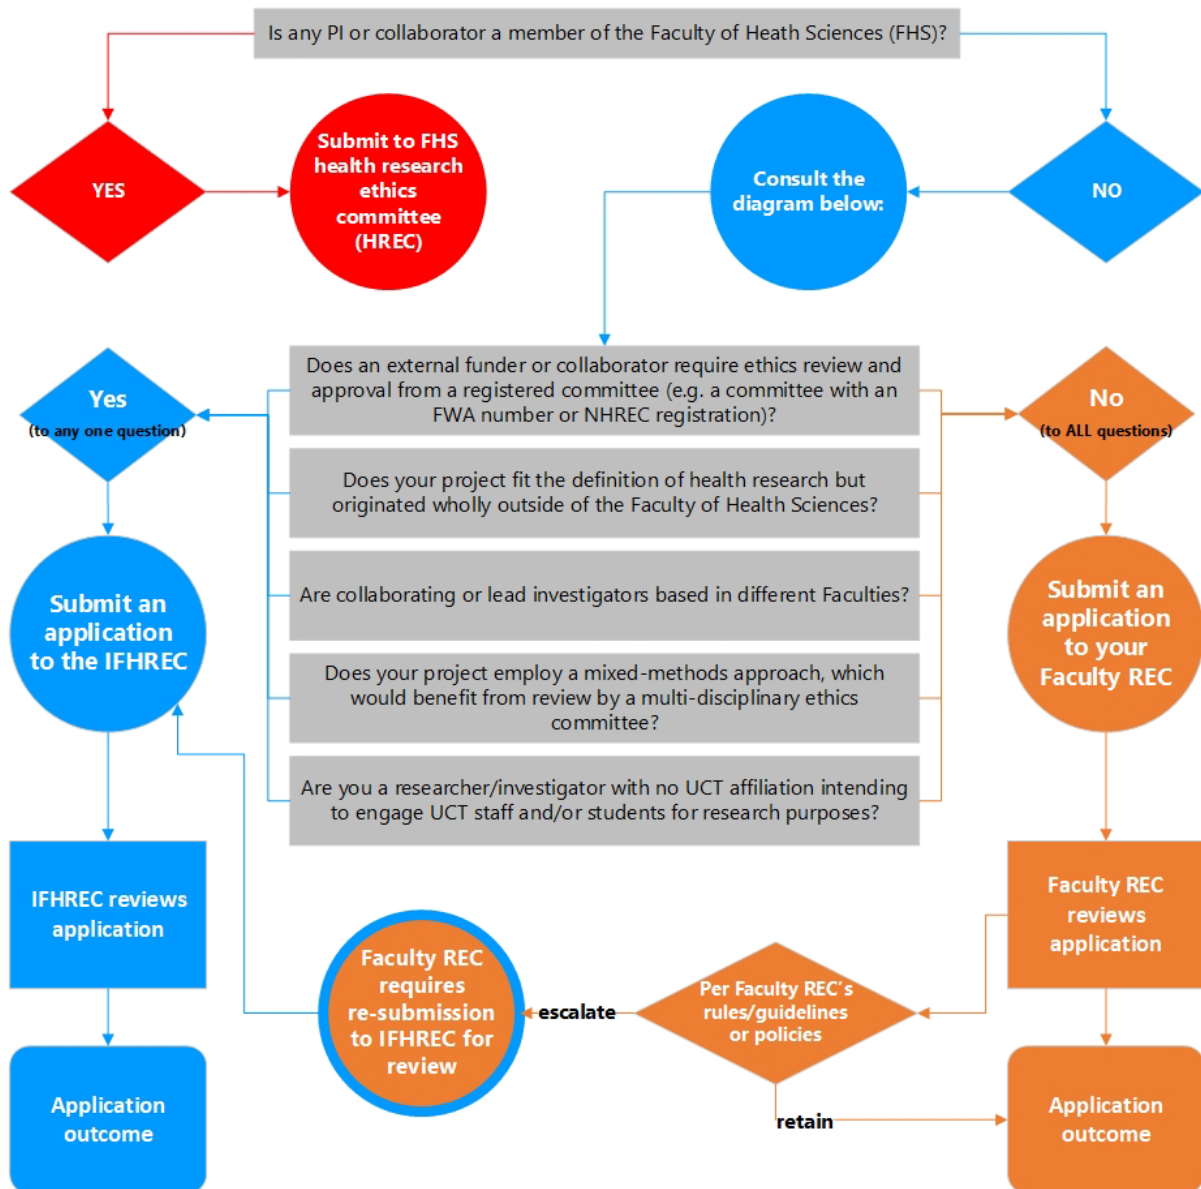 Is any PI or collaborator a member of the Faculty of Heath Sciences (FHS)?
YES
Submit to FHS
health research
ethics
committee
(HREC)
Consult the
diagram below:
NO
Does an external funder or collaborator require ethics review and
approval from a registered committee (e.g. a committee with an
FWA number or NHREC registration)?
Yes
(to any one question)
No
(to ALL questions)
Does your project fit the definition of health research but
originated wholly outside of the Faculty of Health Sciences?
Are collaborating or lead investigators based in different Faculties?
Does your project employ a mixed-methods approach, which
would benefit from review by a multi-disciplinary ethics
committee?
Are you a researcher/investigator with no UCT affiliation intending
to engage UCT staff and/or students for research purposes?
Submit an
application
to the IFHREC
Submit an
application
to your
Faculty REC
IFHREC reviews
application
Faculty REC
reviews
application
Faculty REC
requires
re-submission
to IFHREC for
review
escalate
Per Faculty REC's
rules/guidelines
or policies
retain
Application
outcome
Application
outcome